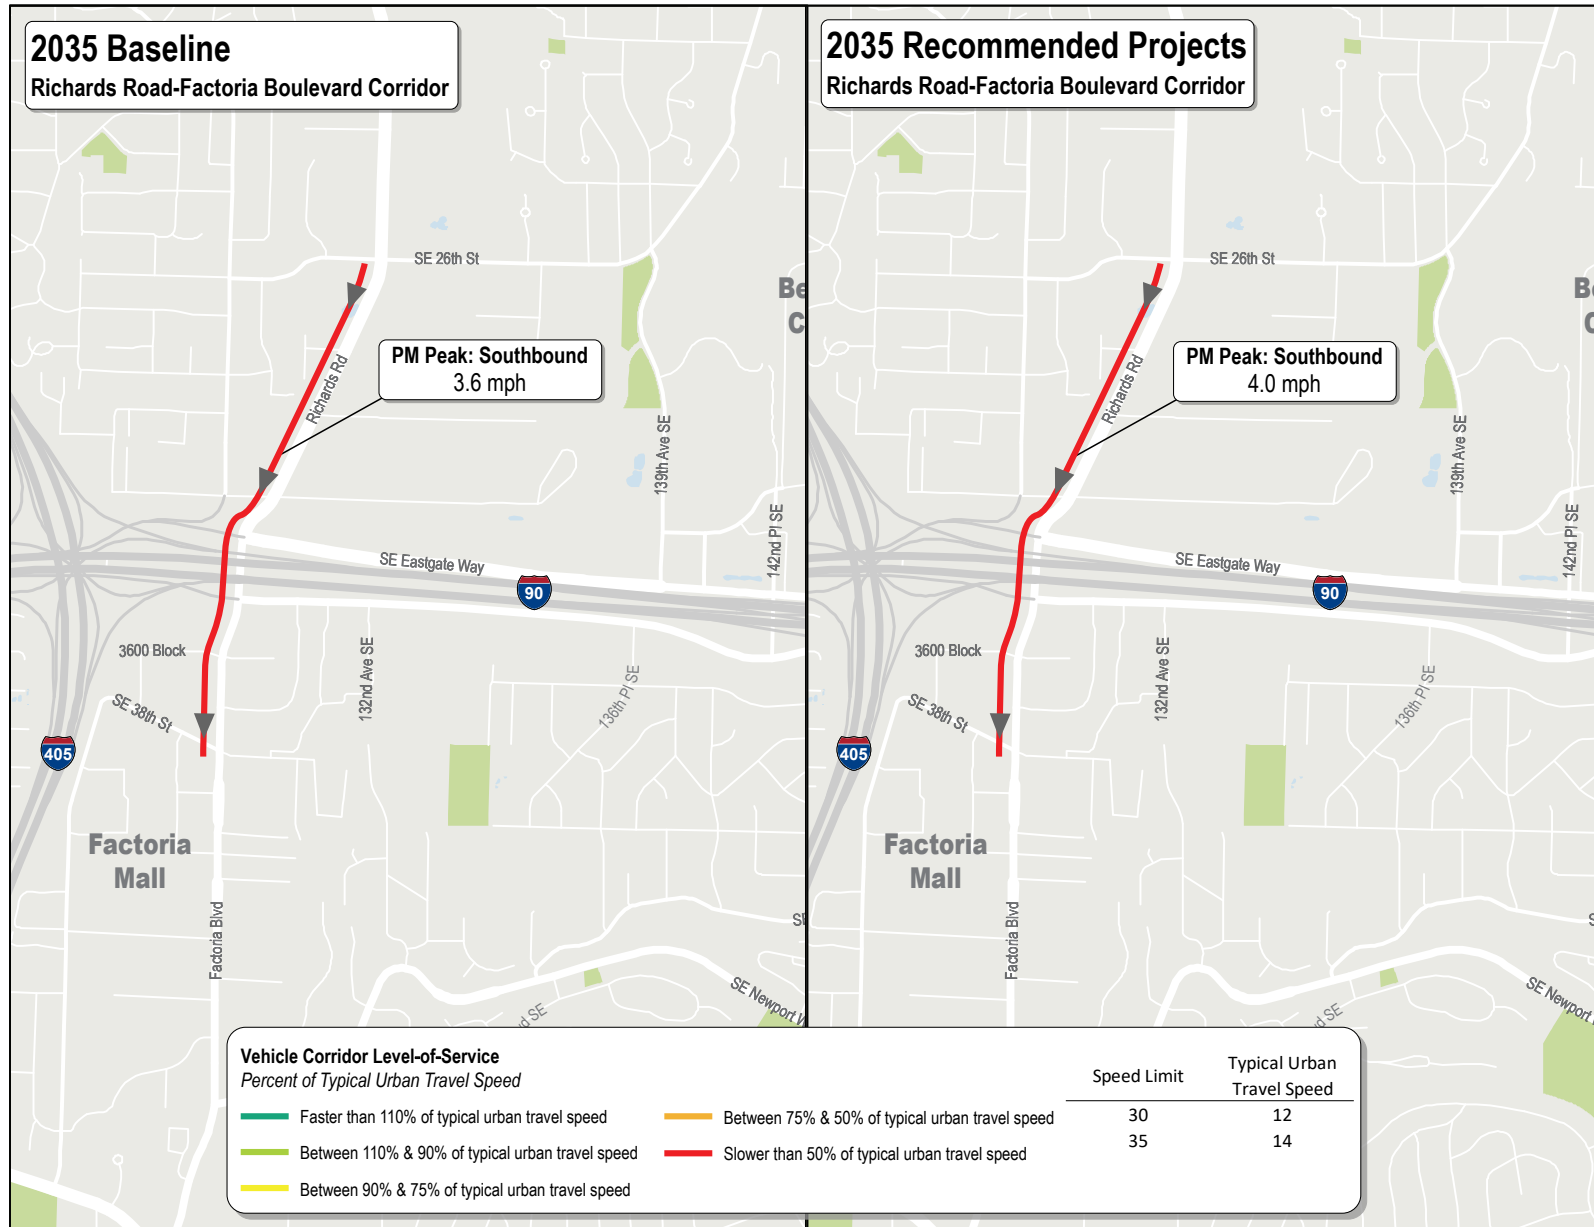 2035 Baseline
Richards Road-Factoria Boulevard Corridor
SE 26th St
PM Peak: Southbound
3.6 mph
Richards Rd
139th Ave SE
142nd Pl SE
SE Eastgate Way
90
3600 Block
132nd Ave SE
136th Pl SE
SE 38th St
405
Factoria
Mall
Factoria Blvd
SE Newport W
2035 Recommended Projects
Richards Road-Factoria Boulevard Corridor
SE 26th St
PM Peak: Southbound
4.0 mph
Richards Rd
139th Ave SE
142nd Pl SE
SE Eastgate Way
90
3600 Block
132nd Ave SE
136th Pl SE
SE 38th St
405
Factoria
Mall
Factoria Blvd
SE Newport
Vehicle Corridor Level-of-Service
Percent of Typical Urban Travel Speed
Faster than 110% of typical urban travel speed
Between 110% & 90% of typical urban travel speed
Between 90% & 75% of typical urban travel speed
Between 75% & 50% of typical urban travel speed
Slower than 50% of typical urban travel speed
Speed Limit Typical Urban
Travel Speed
30 12
35 14